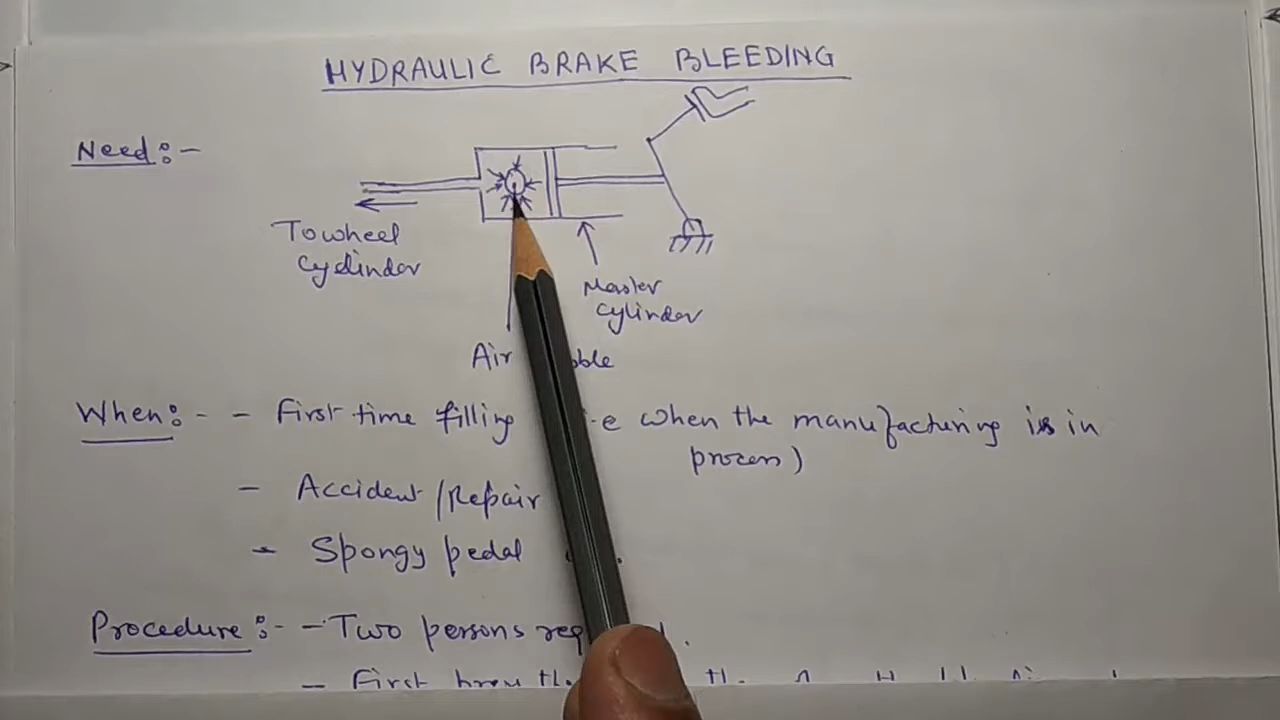 HYDRAULIC BRAKE BLEEDING
Need:-
To wheel
cylinder
Master
cylinder
Air
When:- - First time filling when the manufacturing is in
process)
- Accident/Repair
- Spongy pedal
Procedure:- - Two persons
- First